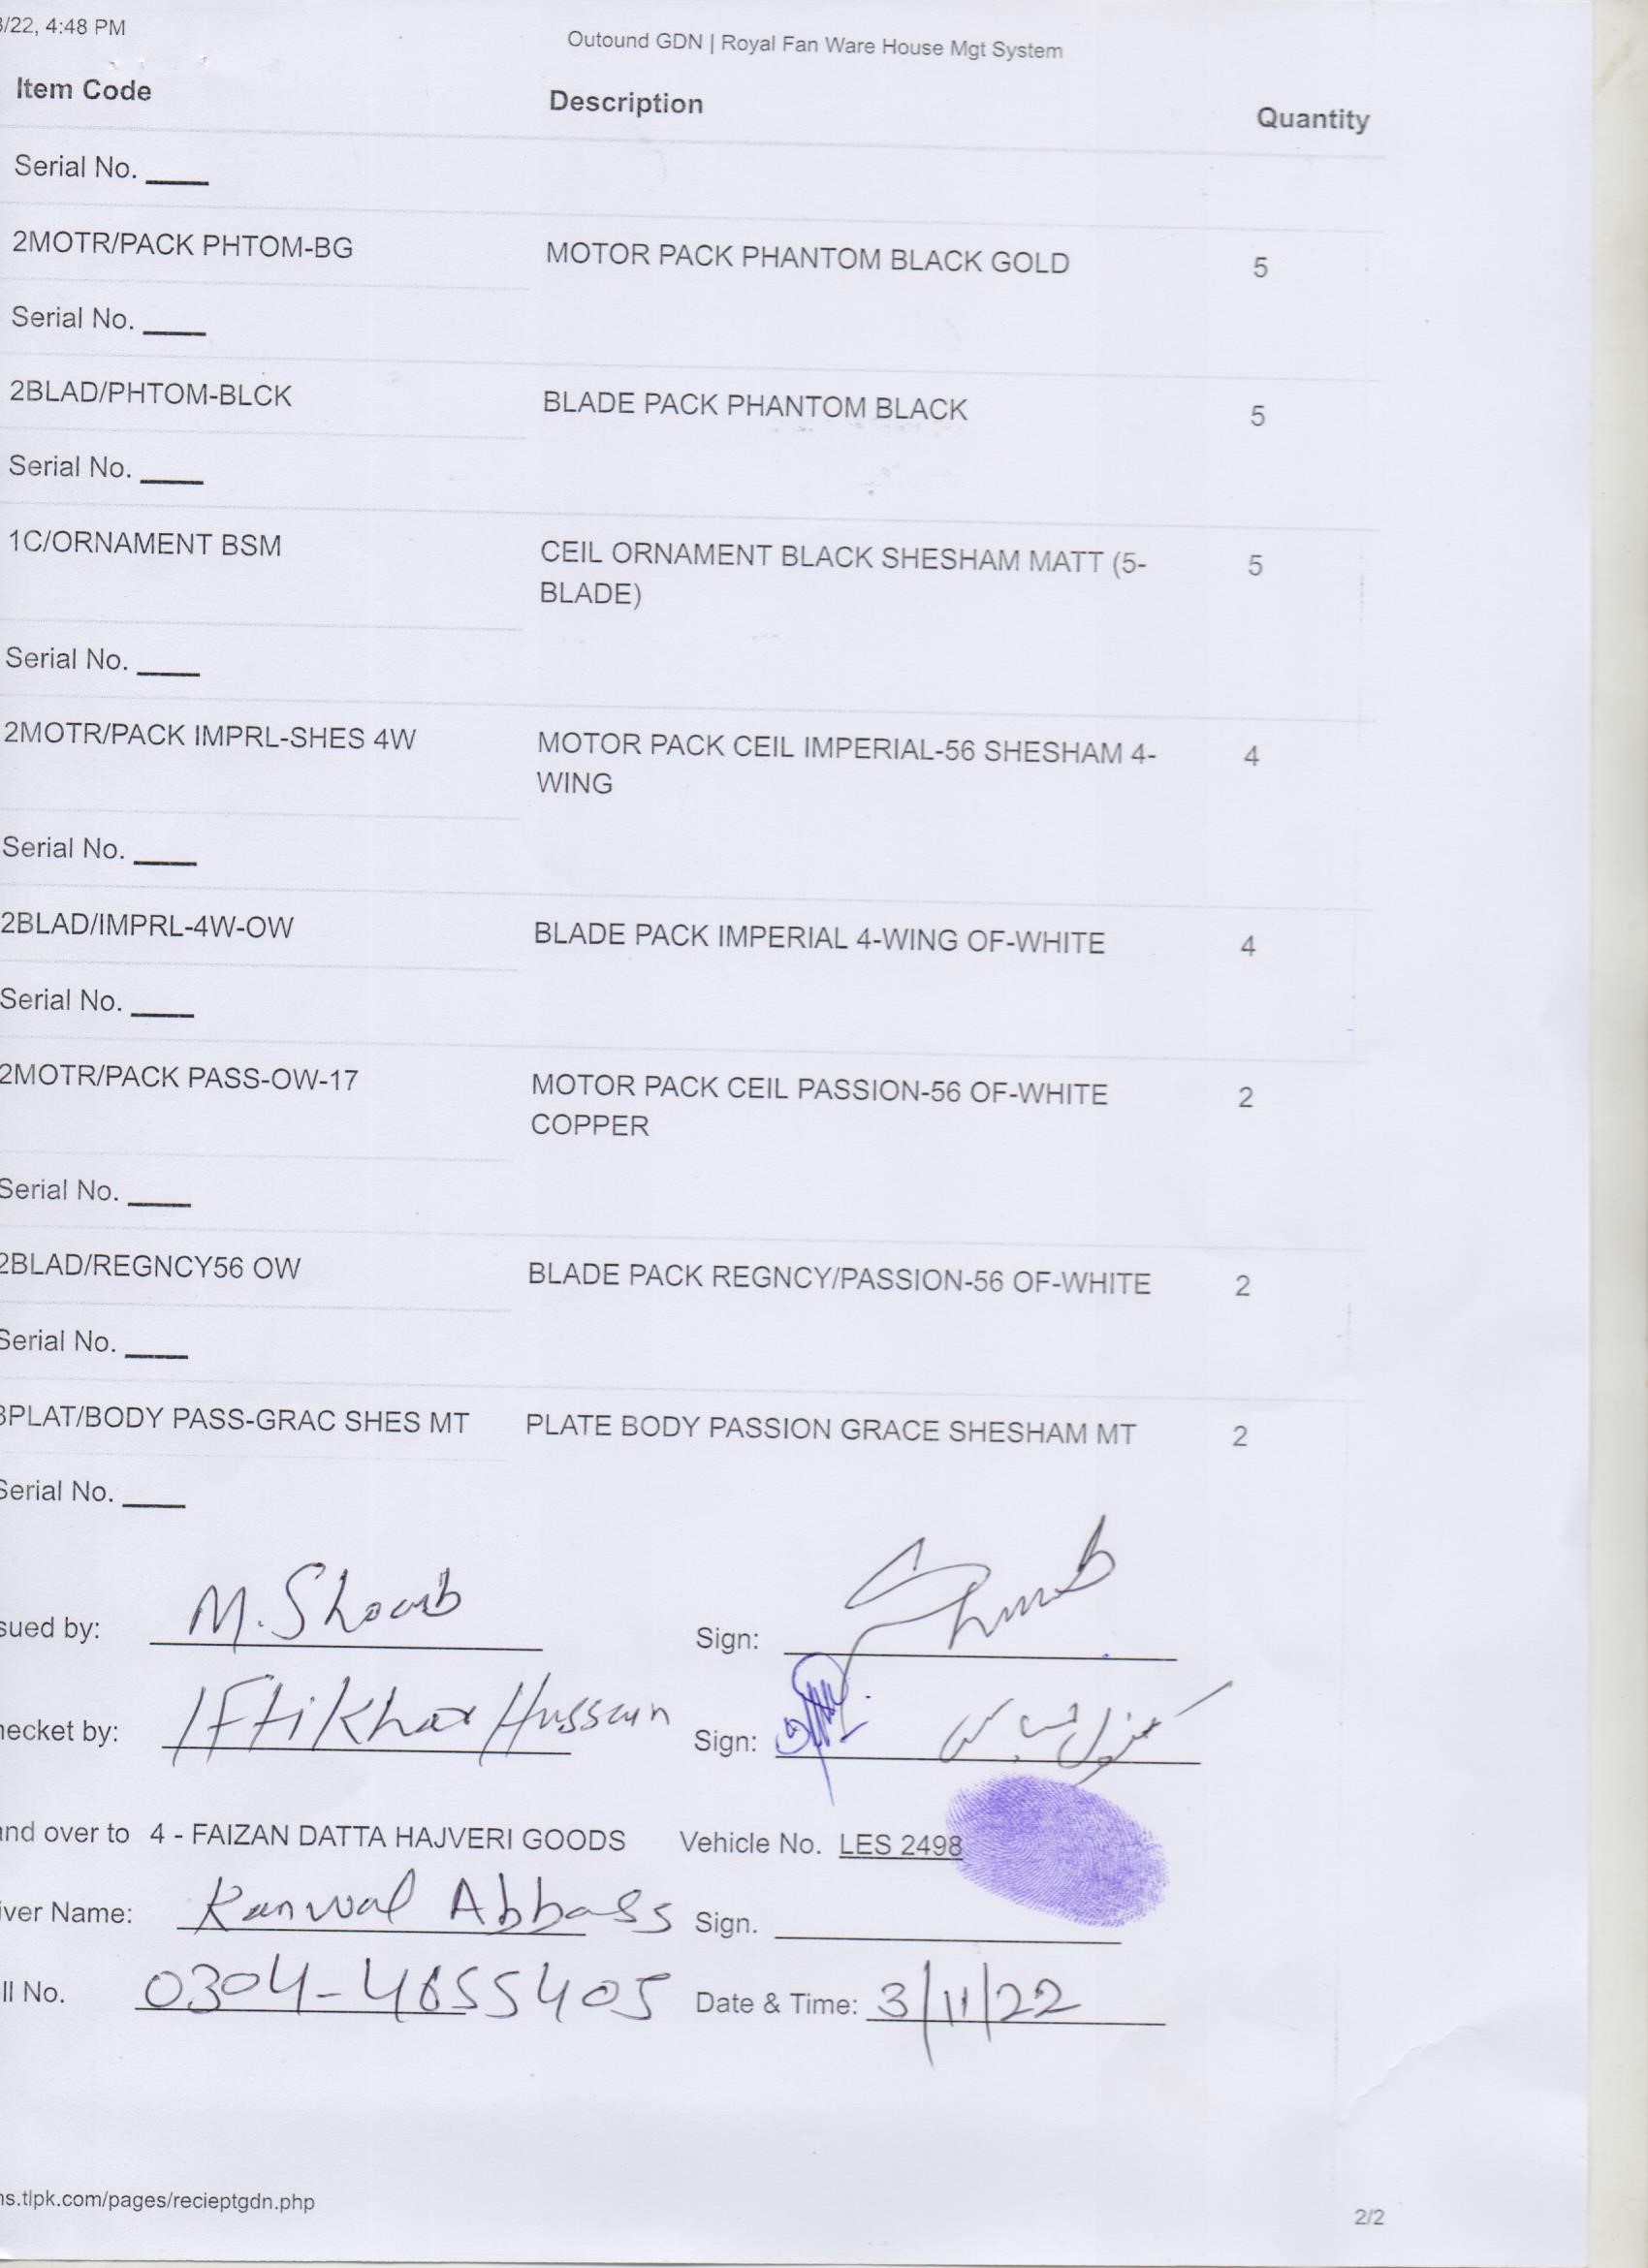 3/22, 4:48 PM
Outound GDN | Royal Fan Ware House Mgt System
Item Code Description Quantity
Serial No. ____
2MOTR/PACK PHTOM-BG MOTOR PACK PHANTOM BLACK GOLD 5
Serial No. ____
2BLAD/PHTOM-BLCK BLADE PACK PHANTOM BLACK 5
Serial No. ____
1C/ORNAMENT BSM CEIL ORNAMENT BLACK SHESHAM MATT (5-
BLADE) 5
Serial No. ____
2MOTR/PACK IMPRL-SHES 4W MOTOR PACK CEIL IMPERIAL-56 SHESHAM 4-
WING 4
Serial No. ____
2BLAD/IMPRL-4W-OW BLADE PACK IMPERIAL 4-WING OF-WHITE 4
Serial No. ____
2MOTR/PACK PASS-OW-17 MOTOR PACK CEIL PASSION-56 OF-WHITE
COPPER 2
Serial No. ____
2BLAD/REGNCY56 OW BLADE PACK REGNCY/PASSION-56 OF-WHITE 2
Serial No. ____
3PLAT/BODY PASS-GRAC SHES MT PLATE BODY PASSION GRACE SHESHAM MT 2
Serial No. ____
sued by: M. Shoaib Sign: Shoaib
hecket by: Iftikhar Hussain Sign:
and over to 4 - FAIZAN DATTA HAJVERI GOODS Vehicle No. LES 2498
iver Name: Kanwal Abbass Sign.
ll No. 0304-4655405 Date & Time: 3/11/22
ns.tlpk.com/pages/recieptgdn.php
2/2